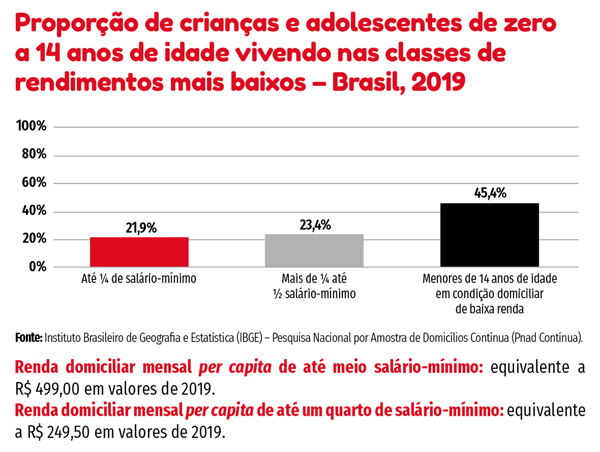 Proporção de crianças e adolescentes de zero
a 14 anos de idade vivendo nas classes de
rendimentos mais baixos – Brasil, 2019
100%
80%
60%
40%
20%
0%
21,9%
23,4%
45,4%
Até ¼ de salário-mínimo
Mais de ¼ até
½ salário-mínimo
Menores de 14 anos de idade
em condição domiciliar
de baixa renda
Fonte: Instituto Brasileiro de Geografia e Estatística (IBGE) – Pesquisa Nacional por Amostra de Domicílios Contínua (Pnad Contínua).
Renda domiciliar mensal per capita de até meio salário-mínimo: equivalente a
R$ 499,00 em valores de 2019.
Renda domiciliar mensal per capita de até um quarto de salário-mínimo: equivalente
a R$ 249,50 em valores de 2019.